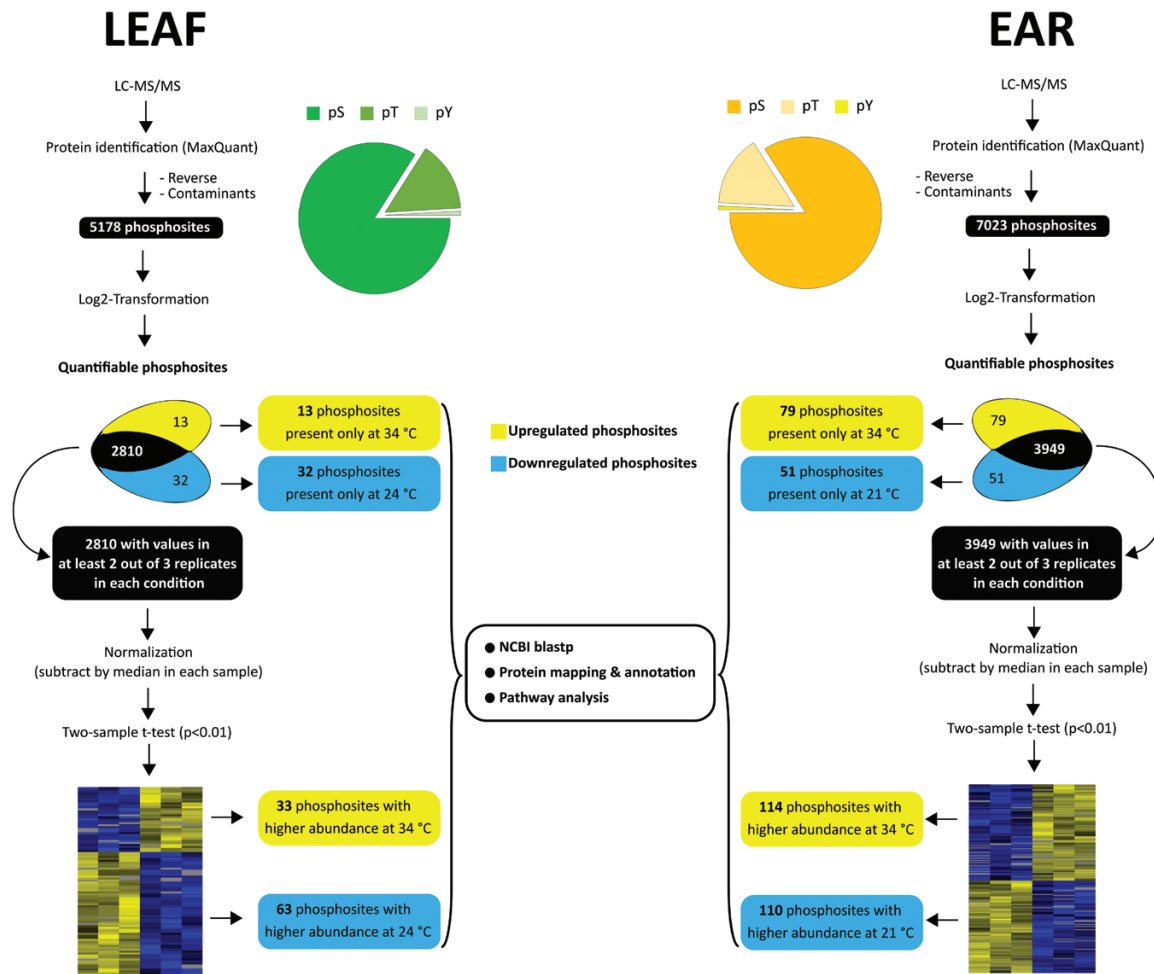 LEAF
LC-MS/MS
Protein identification (MaxQuant)
- Reverse
- Contaminants
5178 phosphosites
Log2-Transformation
Quantifiable phosphosites
pS pT pY
13
2810
32
13 phosphosites
present only at 34 °C
32 phosphosites
present only at 24 °C
2810 with values in
at least 2 out of 3 replicates
in each condition
Normalization
(subtract by median in each sample)
Two-sample t-test (p<0.01)
33 phosphosites with
higher abundance at 34 °C
63 phosphosites with
higher abundance at 24 °C
Upregulated phosphosites
Downregulated phosphosites
● NCBI blastp
● Protein mapping & annotation
● Pathway analysis
EAR
LC-MS/MS
Protein identification (MaxQuant)
- Reverse
- Contaminants
7023 phosphosites
Log2-Transformation
Quantifiable phosphosites
pS pT pY
79
3949
51
79 phosphosites
present only at 34 °C
51 phosphosites
present only at 21 °C
3949 with values in
at least 2 out of 3 replicates
in each condition
Normalization
(subtract by median in each sample)
Two-sample t-test (p<0.01)
114 phosphosites with
higher abundance at 34 °C
110 phosphosites with
higher abundance at 21 °C